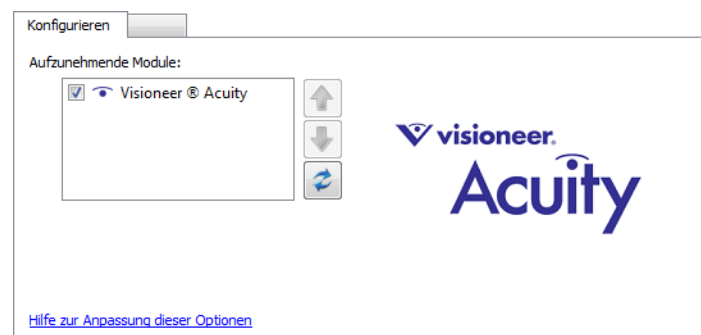 Konfigurieren
Aufzunehmende Module:
Visioneer ® Acuity
visioneer.
Acuity
Hilfe zur Anpassung dieser Optionen